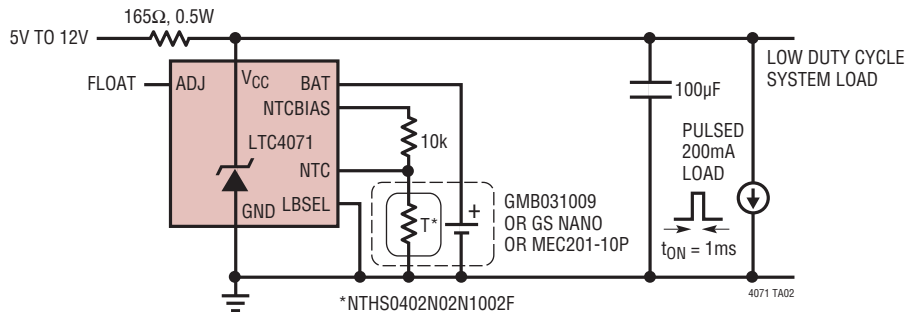 165Ω, 0.5W
5V TO 12V
FLOAT
ADJ
VCC
BAT
NTCBIAS
LTC4071
NTC
GND
LBSEL
10k
T*
+
GMB031009
OR GS NANO
OR MEC201-10P
*NTHS0402N02N1002F
100µF
LOW DUTY CYCLE
SYSTEM LOAD
PULSED
200mA
LOAD
tON = 1ms
4071 TA02